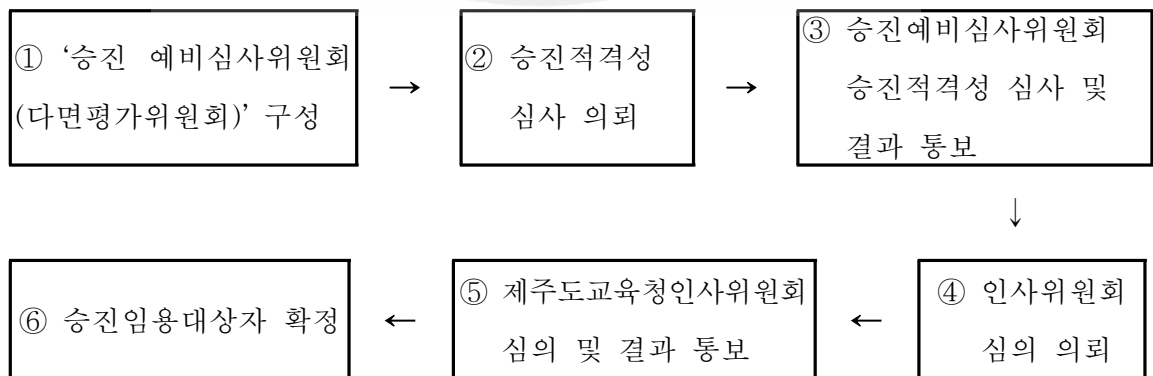 ① ‘승진 예비심사위원회
(다면평가위원회)’ 구성
→
② 승진적격성
심사 의뢰
→
③ 승진예비심사위원회
승진적격성 심사 및
결과 통보
↓
④ 인사위원회
심의 의뢰
←
⑤ 제주도교육청인사위원회
심의 및 결과 통보
←
⑥ 승진임용대상자 확정